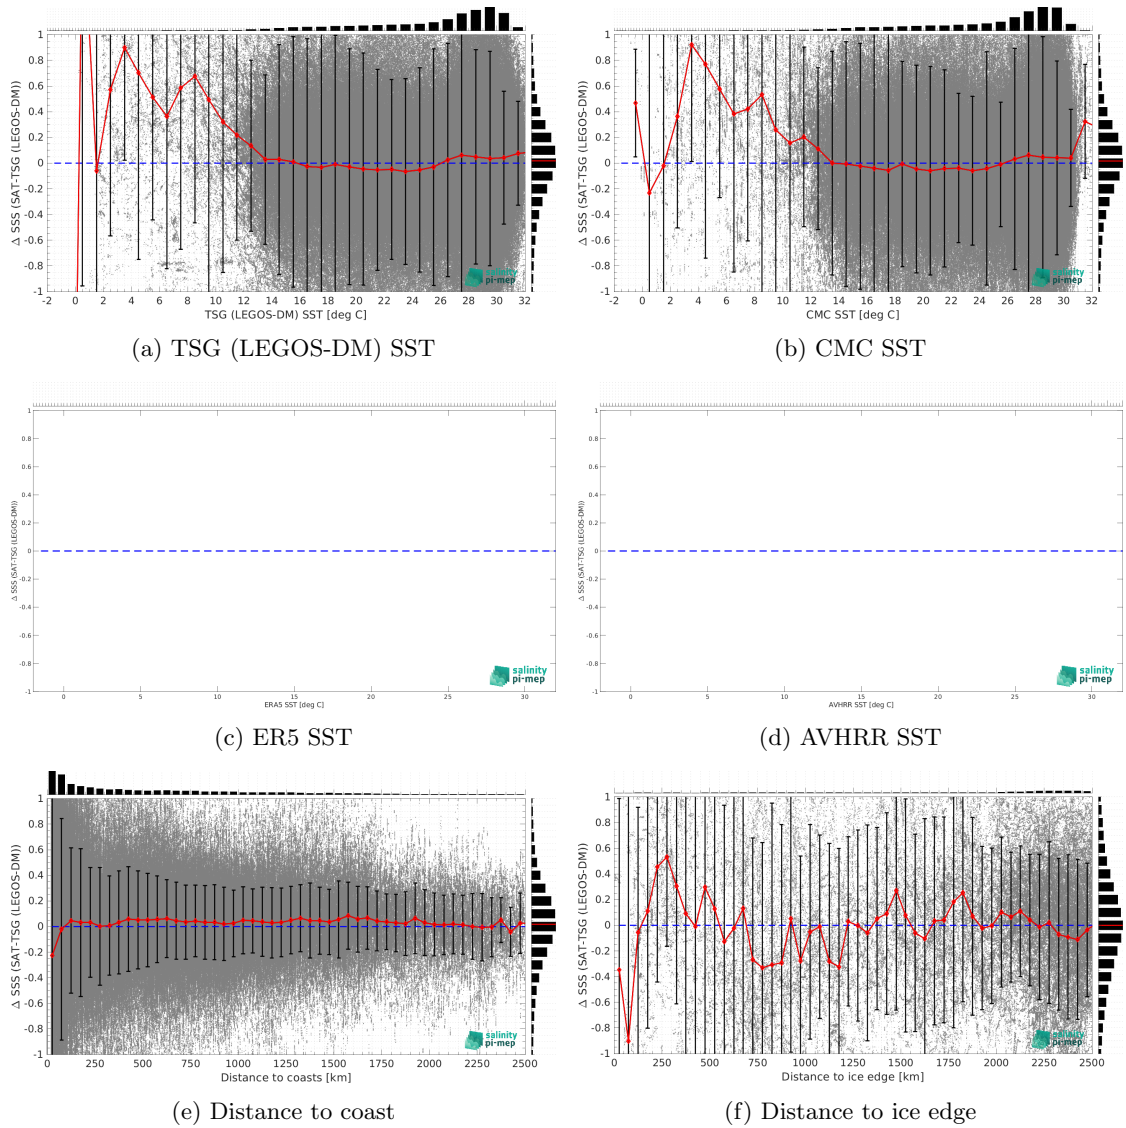 1
0.8
0.6
0.4
0.2
0
-0.2
-0.4
-0.6
-0.8
-1
Δ SSS (SAT-TSG (LEGOS-DM))
-2 0 2 4 6 8 10 12 14 16 18 20 22 24 26 28 30 32
TSG (LEGOS-DM) SST [deg C]
salinity
pi-mep
(a) TSG (LEGOS-DM) SST
1
0.8
0.6
0.4
0.2
0
-0.2
-0.4
-0.6
-0.8
-1
Δ SSS (SAT-TSG (LEGOS-DM))
-2 0 2 4 6 8 10 12 14 16 18 20 22 24 26 28 30 32
CMC SST [deg C]
salinity
pi-mep
(b) CMC SST
1
0.8
0.6
0.4
0.2
0
-0.2
-0.4
-0.6
-0.8
-1
Δ SSS (SAT-TSG (LEGOS-DM))
0 5 10 15 20 25 30
ERA5 SST [deg C]
salinity
pi-mep
(c) ER5 SST
1
0.8
0.6
0.4
0.2
0
-0.2
-0.4
-0.6
-0.8
-1
Δ SSS (SAT-TSG (LEGOS-DM))
0 5 10 15 20 25 30
AVHRR SST [deg C]
salinity
pi-mep
(d) AVHRR SST
1
0.8
0.6
0.4
0.2
0
-0.2
-0.4
-0.6
-0.8
-1
Δ SSS (SAT-TSG (LEGOS-DM))
0 250 500 750 1000 1250 1500 1750 2000 2250 2500
Distance to coasts [km]
salinity
pi-mep
(e) Distance to coast
1
0.8
0.6
0.4
0.2
0
-0.2
-0.4
-0.6
-0.8
-1
Δ SSS (SAT-TSG (LEGOS-DM))
0 250 500 750 1000 1250 1500 1750 2000 2250 2500
Distance to ice edge [km]
salinity
pi-mep
(f) Distance to ice edge